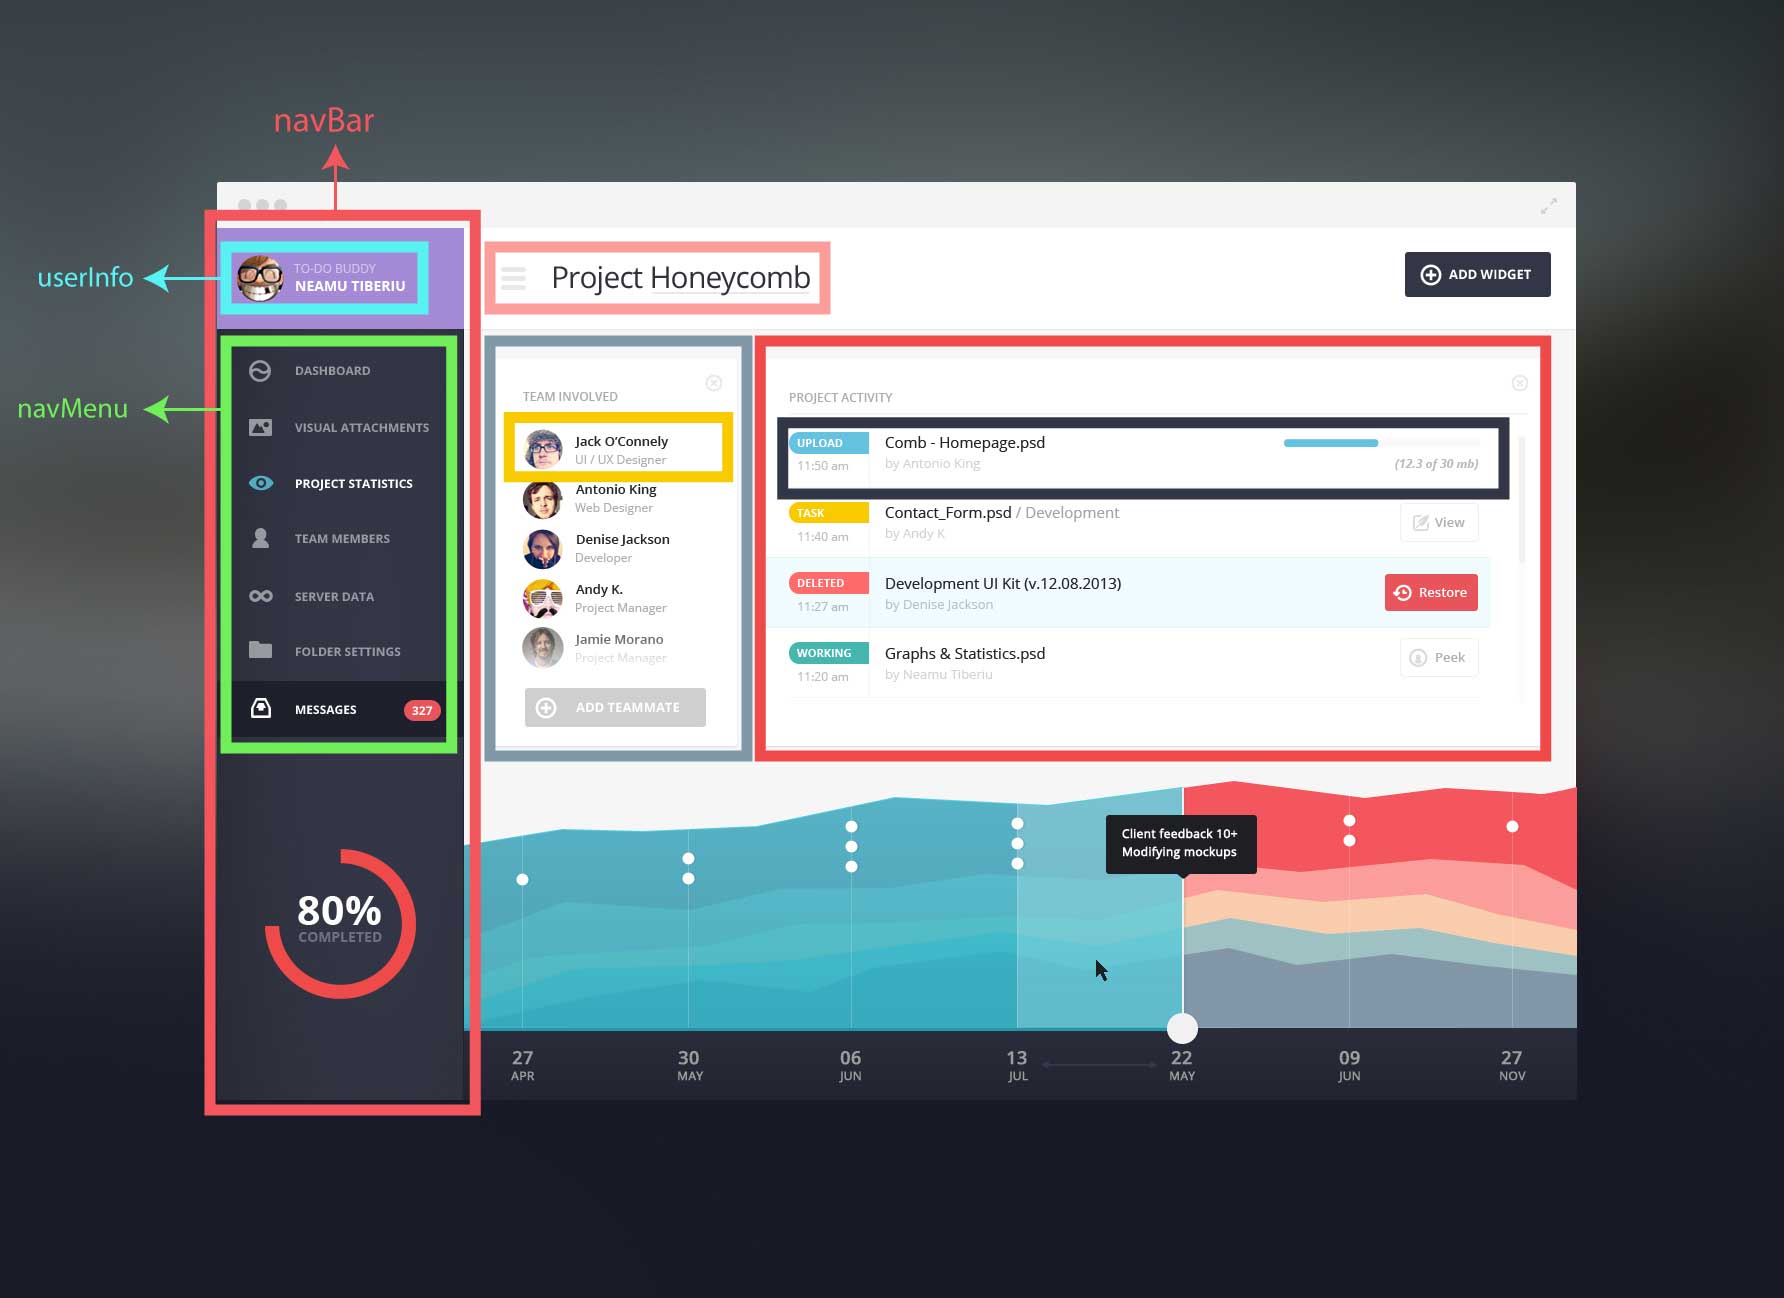 navBar
userInfo
navMenu
TO-DO BUDDY
NEAMU TIBERIU
Project Honeycomb
ADD WIDGET
DASHBOARD
VISUAL ATTACHMENTS
PROJECT STATISTICS
TEAM MEMBERS
SERVER DATA
FOLDER SETTINGS
MESSAGES 327
80%
COMPLETED
TEAM INVOLVED
Jack O'Connely
UI / UX Designer
Antonio King
Web Designer
Denise Jackson
Developer
Andy K.
Project Manager
Jamie Morano
Project Manager
ADD TEAMMATE
PROJECT ACTIVITY
UPLOAD Comb - Homepage.psd
11:50 am by Antonio King (12.3 of 30 mb)
TASK Contact_Form.psd / Development
11:40 am by Andy K View
DELETED Development UI Kit (v.12.08.2013)
11:27 am by Denise Jackson Restore
WORKING Graphs & Statistics.psd
11:20 am by Neamu Tiberiu Peek
Client feedback 10+
Modifying mockups
27 30 06 13 22 09 27
APR MAY JUN JUL MAY JUN NOV